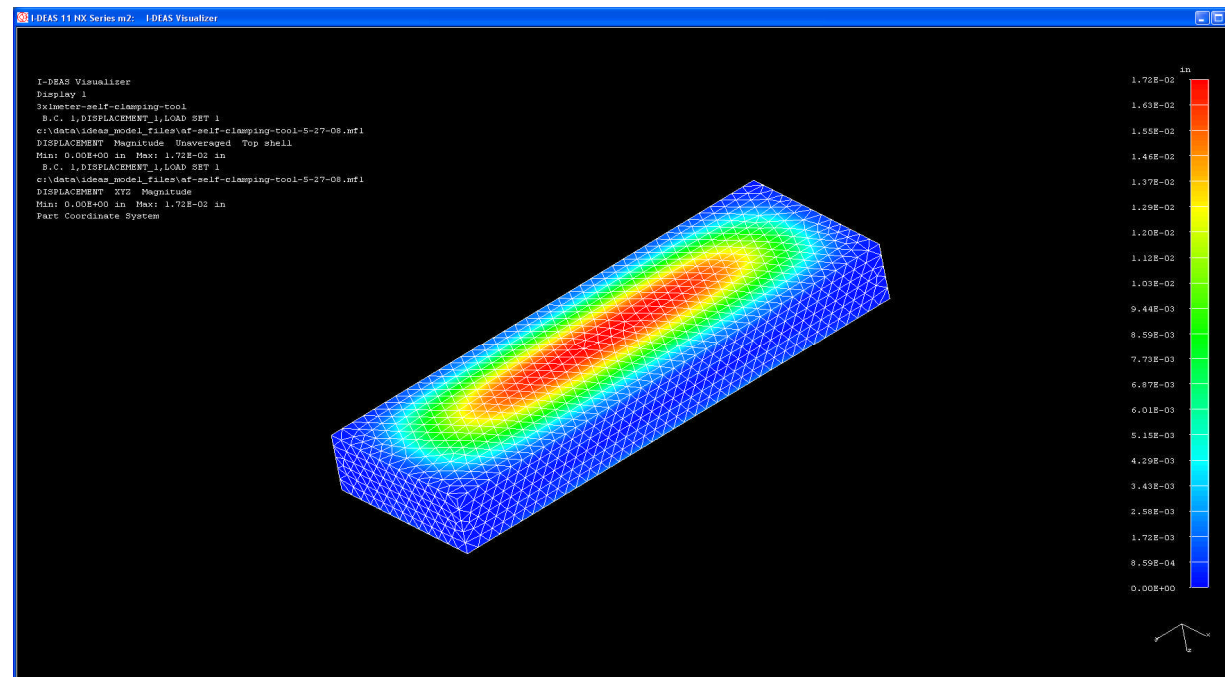 I-DEAS 11 NX Series m2:    I-DEAS Visualizer
I-DEAS Visualizer
Display 1
3x1meter-self-clamping-tool
B.C. 1,DISPLACEMENT_1,LOAD SET 1
c:\data\ideas_model_files\af-self-clamping-tool-5-27-08.mf1
DISPLACEMENT  Magnitude  Unaveraged  Top shell
Min: 0.00E+00 in  Max: 1.72E-02 in
B.C. 1,DISPLACEMENT_1,LOAD SET 1
c:\data\ideas_model_files\af-self-clamping-tool-5-27-08.mf1
DISPLACEMENT  XYZ  Magnitude
Min: 0.00E+00 in  Max: 1.72E-02 in
Part Coordinate System
in
1.72E-02
1.63E-02
1.55E-02
1.46E-02
1.37E-02
1.29E-02
1.20E-02
1.12E-02
1.03E-02
9.44E-03
8.59E-03
7.73E-03
6.87E-03
6.01E-03
5.15E-03
4.29E-03
3.43E-03
2.58E-03
1.72E-03
8.59E-04
0.00E+00